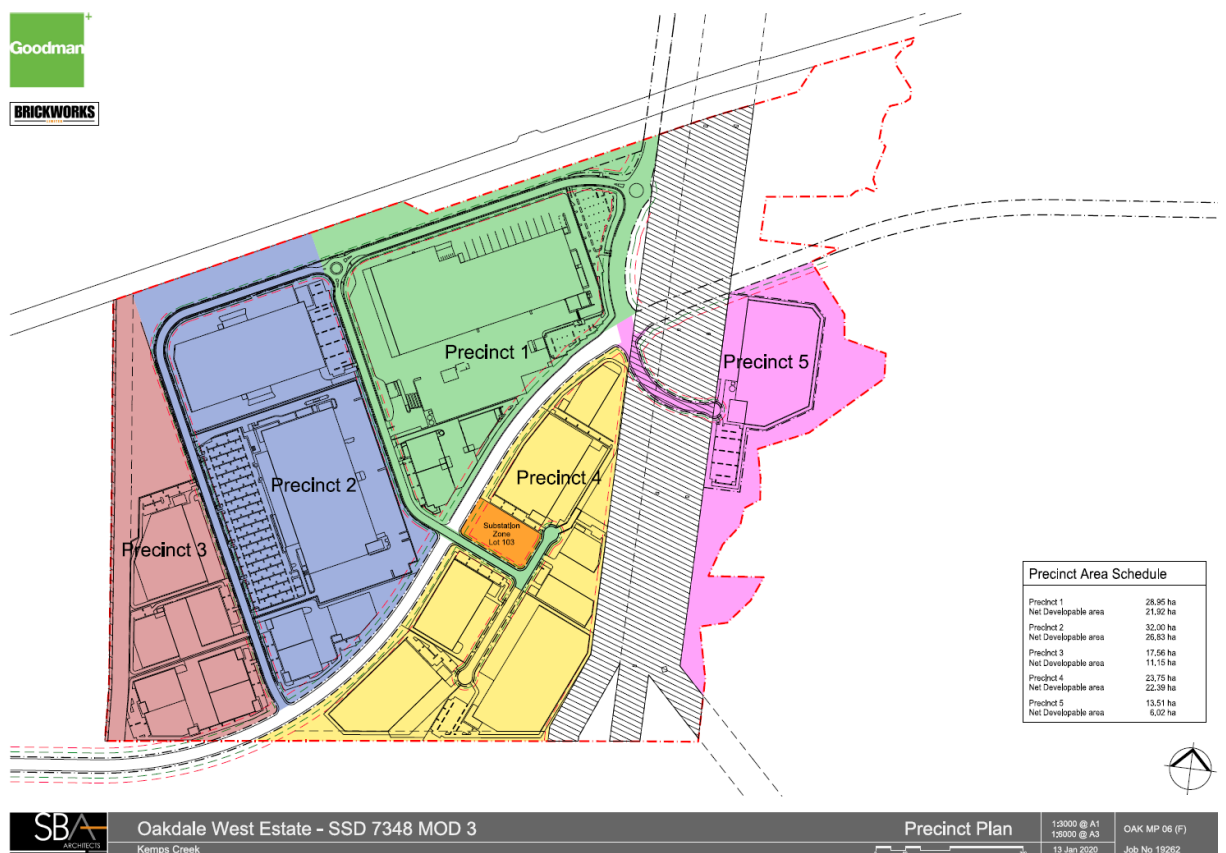 Goodman
+
BRICKWORKS
Precinct 1
Precinct 5
Precinct 2
Precinct 4
Substation
Zone
Lot 103
Precinct 3
Precinct Area Schedule
Precinct 1 28.95 ha
Net Developable area 21.92 ha
Precinct 2 32.00 ha
Net Developable area 26.83 ha
Precinct 3 17.56 ha
Net Developable area 11.15 ha
Precinct 4 23.75 ha
Net Developable area 22.39 ha
Precinct 5 13.51 ha
Net Developable area 6.02 ha
SBA
ARCHITECTS
Oakdale West Estate - SSD 7348 MOD 3
Kemps Creek
Precinct Plan
1:3000 @ A1
1:6000 @ A3
13 Jan 2020
OAK MP 06 (F)
Job No 19262